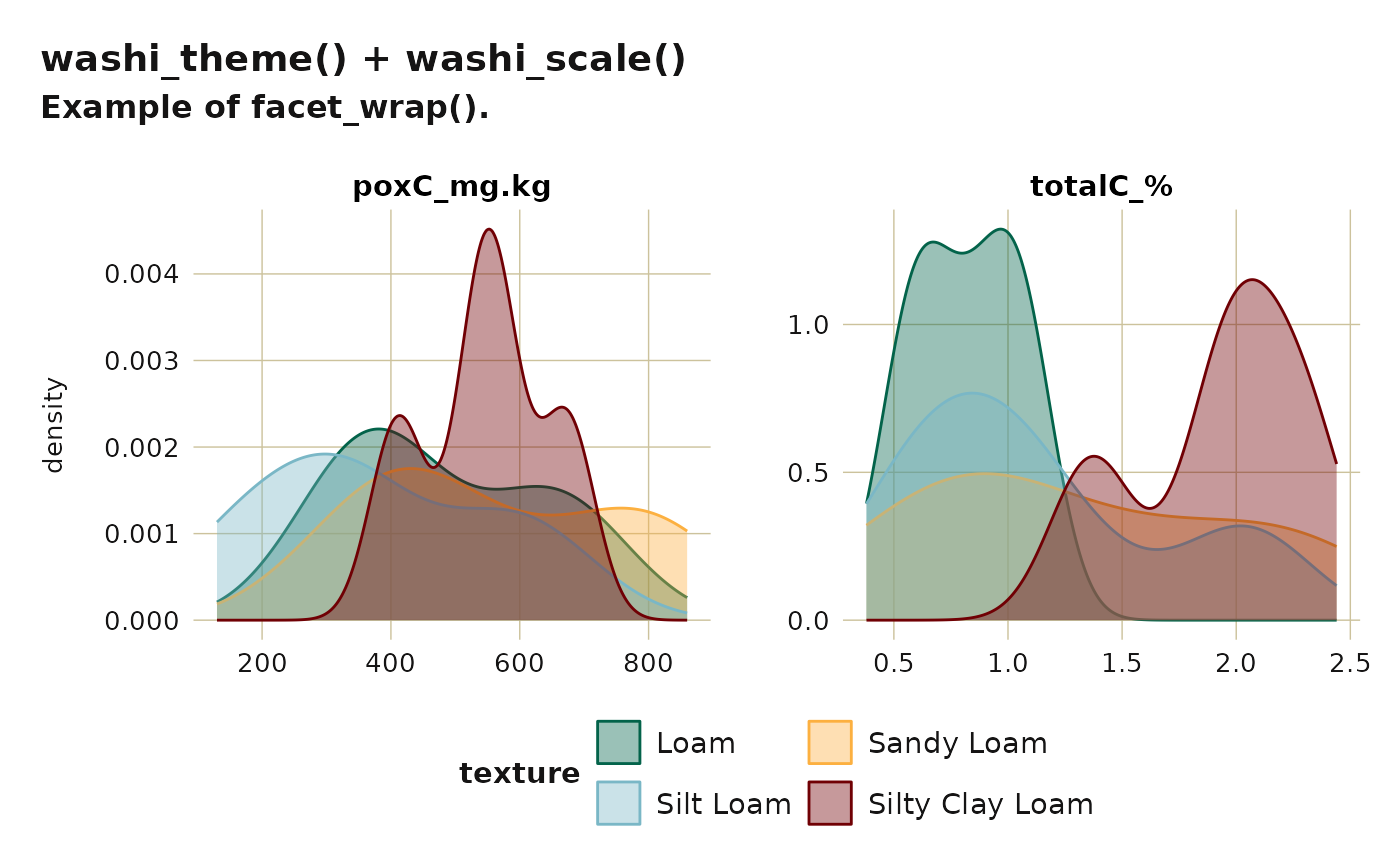 washi_theme() + washi_scale()
Example of facet_wrap().
poxC_mg.kg
totalC_%
density
0.004
0.003
0.002
0.001
0.000
200 400 600 800
1.0
0.5
0.0
0.5 1.0 1.5 2.0 2.5
texture
Loam
Sandy Loam
Silt Loam
Silty Clay Loam